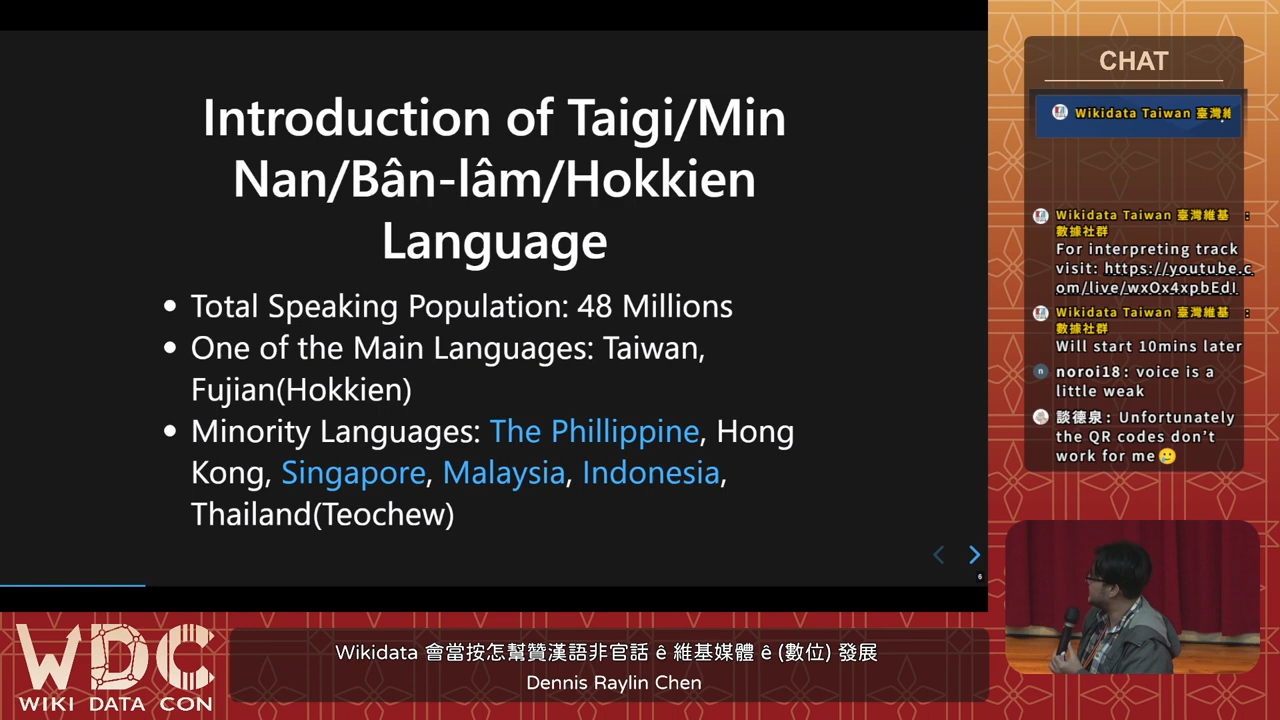 Introduction of Taigi/Min
Nan/Bân-lâm/Hokkien
Language
• Total Speaking Population: 48 Millions
• One of the Main Languages: Taiwan,
Fujian(Hokkien)
• Minority Languages: The Phillippine, Hong
Kong, Singapore, Malaysia, Indonesia,
Thailand(Teochew)
6
CHAT
Wikidata Taiwan 臺灣維
Wikidata Taiwan 臺灣維基
數據社群:
For interpreting track
visit: https://youtube.c
om/live/wxOx4xpbEdI
Wikidata Taiwan 臺灣維基
數據社群:
Will start 10mins later
n noroi18: voice is a
little weak
談德泉: Unfortunately
the QR codes don't
work for me🥲
WDC
WIKI DATA CON
Wikidata 會當按怎幫贊漢語非官話 ê 維基媒體 ê (數位) 發展
Dennis Raylin Chen